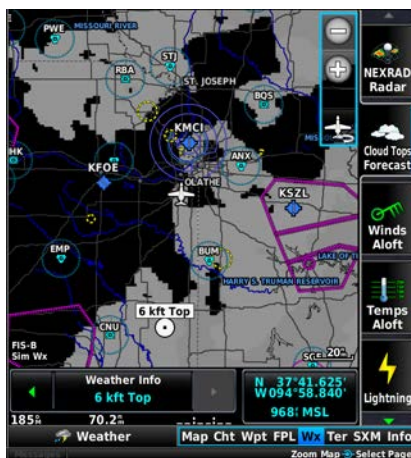 PWE
MISSOURI RIVER
STJ
RBA
ST. JOSEPH
BQS
NEXRAD
Radar
KMCI
Cloud Tops
Forecast
HK
KFOE
ANX
OLATHE
KSZL
Winds
Aloft
EMP
BUM
LAKE OF T
HARRY S. TRUMAN RESERVOIR
Temps
Aloft
6 kft Top
CNU
FIS-B
Sim Wx
20
Lightning
Weather Info
6 kft Top
N 37°41.625'
W094°58.840'
968 MSL
185 70.2
Weather
Map Cht Wpt FPL Wx Ter SXM Info
Messages
Zoom Map Select Page